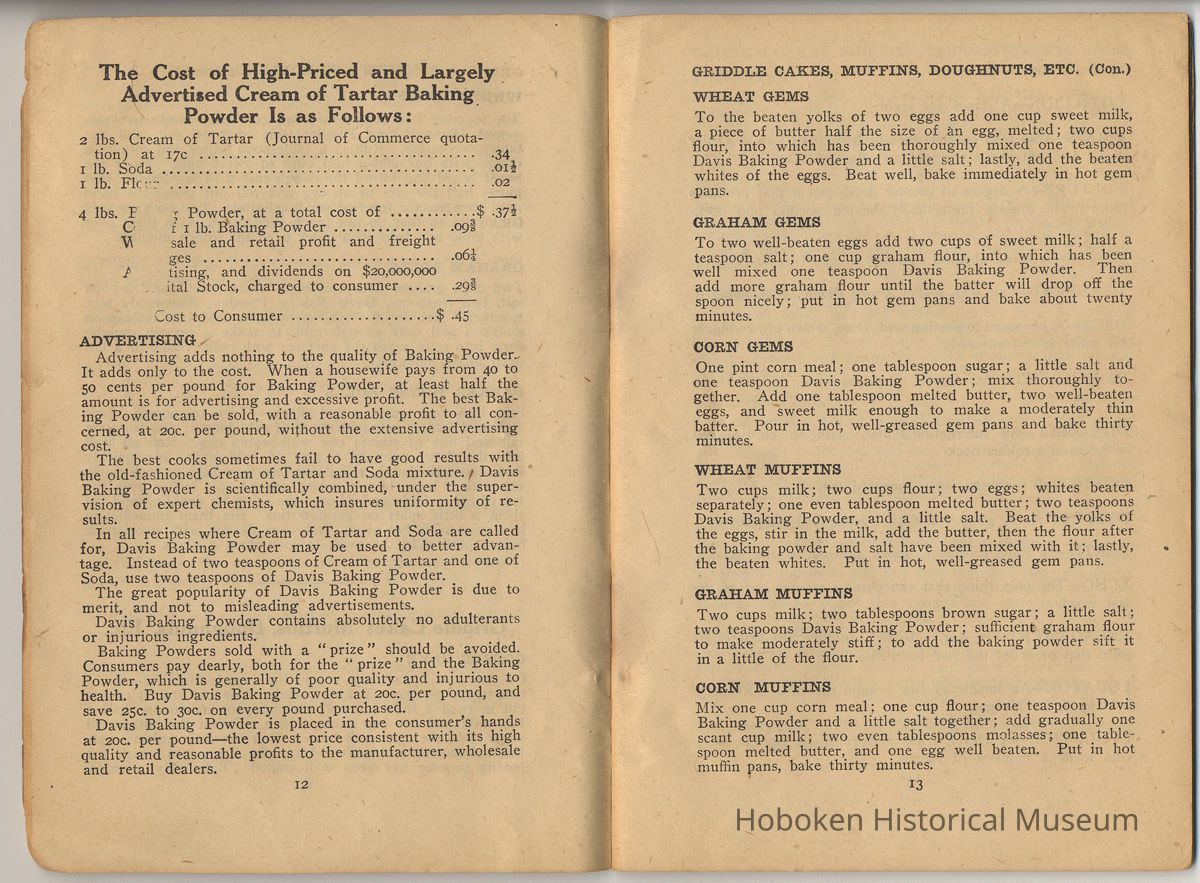 The Cost of High-Priced and Largely
Advertised Cream of Tartar Baking
Powder Is as Follows:
2 lbs. Cream of Tartar (Journal of Commerce quota-
tion) at 17c .................................... .34
1 lb. Soda ........................................ .01½
1 lb. ....................................... .02
4 lbs. Powder, at a total cost of ...........$ .37½
1 lb. Baking Powder ............. .09⅜
sale and retail profit and freight
ges .............................. .06¼
tising, and dividends on $20,000,000
ital Stock, charged to consumer .... .29⅜
Cost to Consumer ...................$ .45
ADVERTISING
Advertising adds nothing to the quality of Baking Powder.
It adds only to the cost. When a housewife pays from 40 to
50 cents per pound for Baking Powder, at least half the
amount is for advertising and excessive profit. The best Bak-
ing Powder can be sold, with a reasonable profit to all con-
cerned, at 20c. per pound, without the extensive advertising
cost.
The best cooks sometimes fail to have good results with
the old-fashioned Cream of Tartar and Soda mixture. Davis
Baking Powder is scientifically combined, under the super-
vision of expert chemists, which insures uniformity of re-
sults.
In all recipes where Cream of Tartar and Soda are called
for, Davis Baking Powder may be used to better advan-
tage. Instead of two teaspoons of Cream of Tartar and one of
Soda, use two teaspoons of Davis Baking Powder.
The great popularity of Davis Baking Powder is due to
merit, and not to misleading advertisements.
Davis Baking Powder contains absolutely no adulterants
or injurious ingredients.
Baking Powders sold with a "prize" should be avoided.
Consumers pay dearly, both for the "prize" and the Baking
Powder, which is generally of poor quality and injurious to
health. Buy Davis Baking Powder at 20c. per pound, and
save 25c. to 30c. on every pound purchased.
Davis Baking Powder is placed in the consumer's hands
at 20c. per pound—the lowest price consistent with its high
quality and reasonable profits to the manufacturer, wholesale
and retail dealers.
12
GRIDDLE CAKES, MUFFINS, DOUGHNUTS, ETC. (Con.)
WHEAT GEMS
To the beaten yolks of two eggs add one cup sweet milk,
a piece of butter half the size of an egg, melted; two cups
flour, into which has been thoroughly mixed one teaspoon
Davis Baking Powder and a little salt; lastly, add the beaten
whites of the eggs. Beat well, bake immediately in hot gem
pans.
GRAHAM GEMS
To two well-beaten eggs add two cups of sweet milk; half a
teaspoon salt; one cup graham flour, into which has been
well mixed one teaspoon Davis Baking Powder. Then
add more graham flour until the batter will drop off the
spoon nicely; put in hot gem pans and bake about twenty
minutes.
CORN GEMS
One pint corn meal; one tablespoon sugar; a little salt and
one teaspoon Davis Baking Powder; mix thoroughly to-
gether. Add one tablespoon melted butter, two well-beaten
eggs, and sweet milk enough to make a moderately thin
batter. Pour in hot, well-greased gem pans and bake thirty
minutes.
WHEAT MUFFINS
Two cups milk; two cups flour; two eggs; whites beaten
separately; one even tablespoon melted butter; two teaspoons
Davis Baking Powder, and a little salt. Beat the yolks of
the eggs, stir in the milk, add the butter, then the flour after
the baking powder and salt have been mixed with it; lastly,
the beaten whites. Put in hot, well-greased gem pans.
GRAHAM MUFFINS
Two cups milk; two tablespoons brown sugar; a little salt;
two teaspoons Davis Baking Powder; sufficient graham flour
to make moderately stiff; to add the baking powder sift it
in a little of the flour.
CORN MUFFINS
Mix one cup corn meal; one cup flour; one teaspoon Davis
Baking Powder and a little salt together; add gradually one
scant cup milk; two even tablespoons molasses; one table-
spoon melted butter, and one egg well beaten. Put in hot
muffin pans, bake thirty minutes.
13
Hoboken Historical Museum